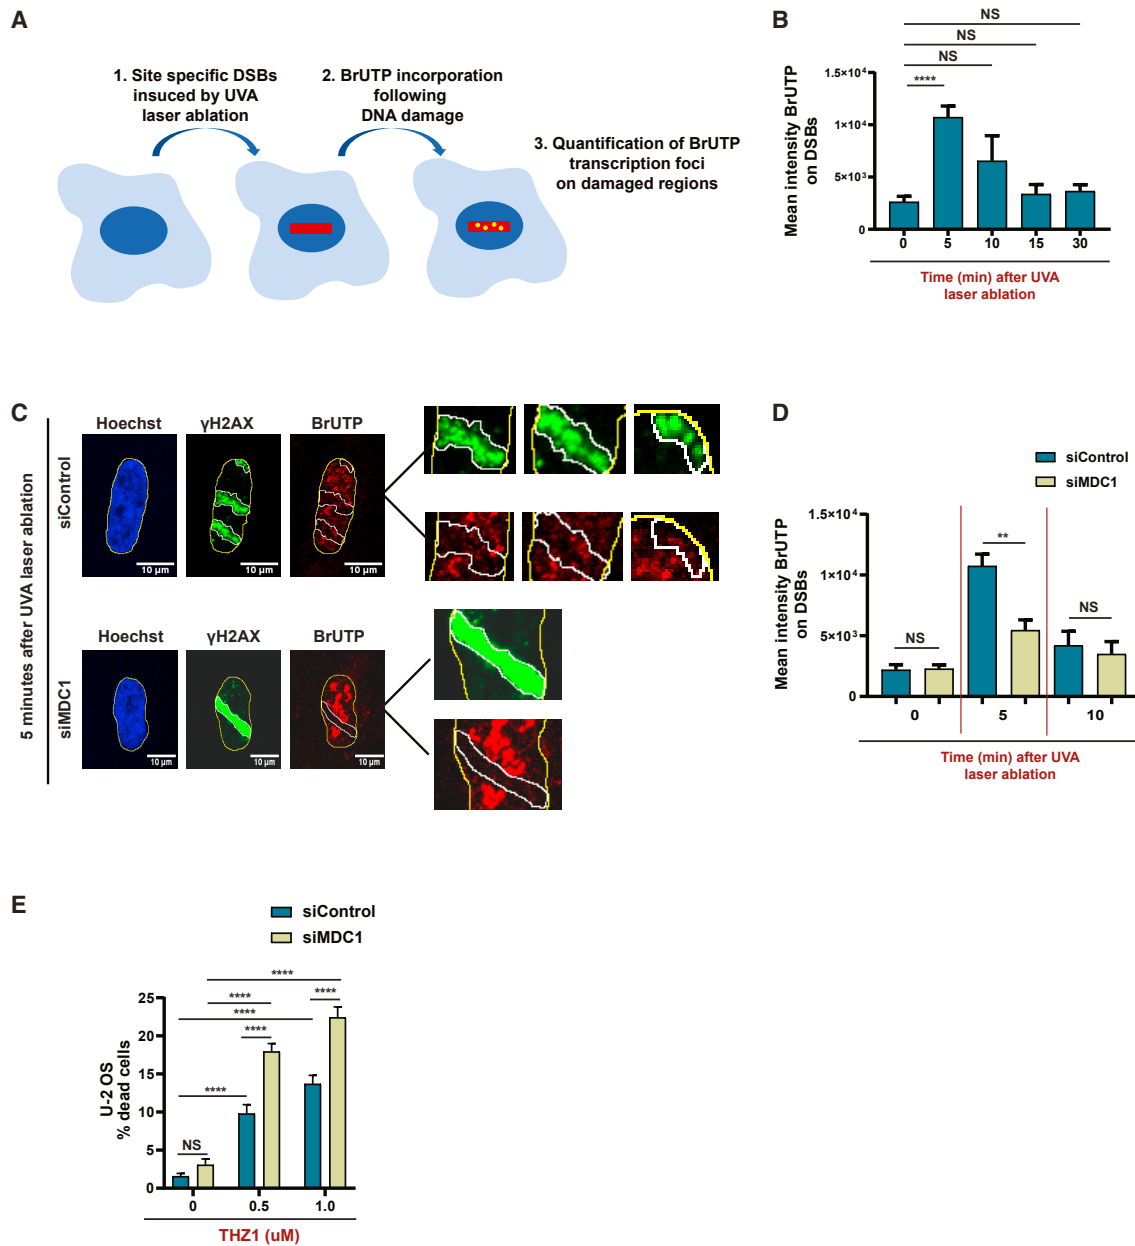 A
1. Site specific DSBs
insuced by UVA
laser ablation
2. BrUTP incorporation
following
DNA damage
3. Quantification of BrUTP
transcription foci
on damaged regions
B
NS
NS
NS
****
Mean intensity BrUTP
on DSBs
1.5×10⁴
1×10⁴
5×10³
0
0 5 10 15 30
Time (min) after UVA
laser ablation
C
5 minutes after UVA laser ablation
siControl
Hoechst γH2AX BrUTP
10 µm 10 µm 10 µm
siMDC1
Hoechst γH2AX BrUTP
10 µm 10 µm 10 µm
D
siControl
siMDC1
Mean intensity BrUTP
on DSBs
1.5×10⁴
1×10⁴
5×10³
0
NS ** NS
0 5 10
Time (min) after UVA
laser ablation
E
siControl
siMDC1
U-2 OS
% dead cells
25
20
15
10
5
0
****
****
****
****
****
****
NS
0 0.5 1.0
THZ1 (uM)